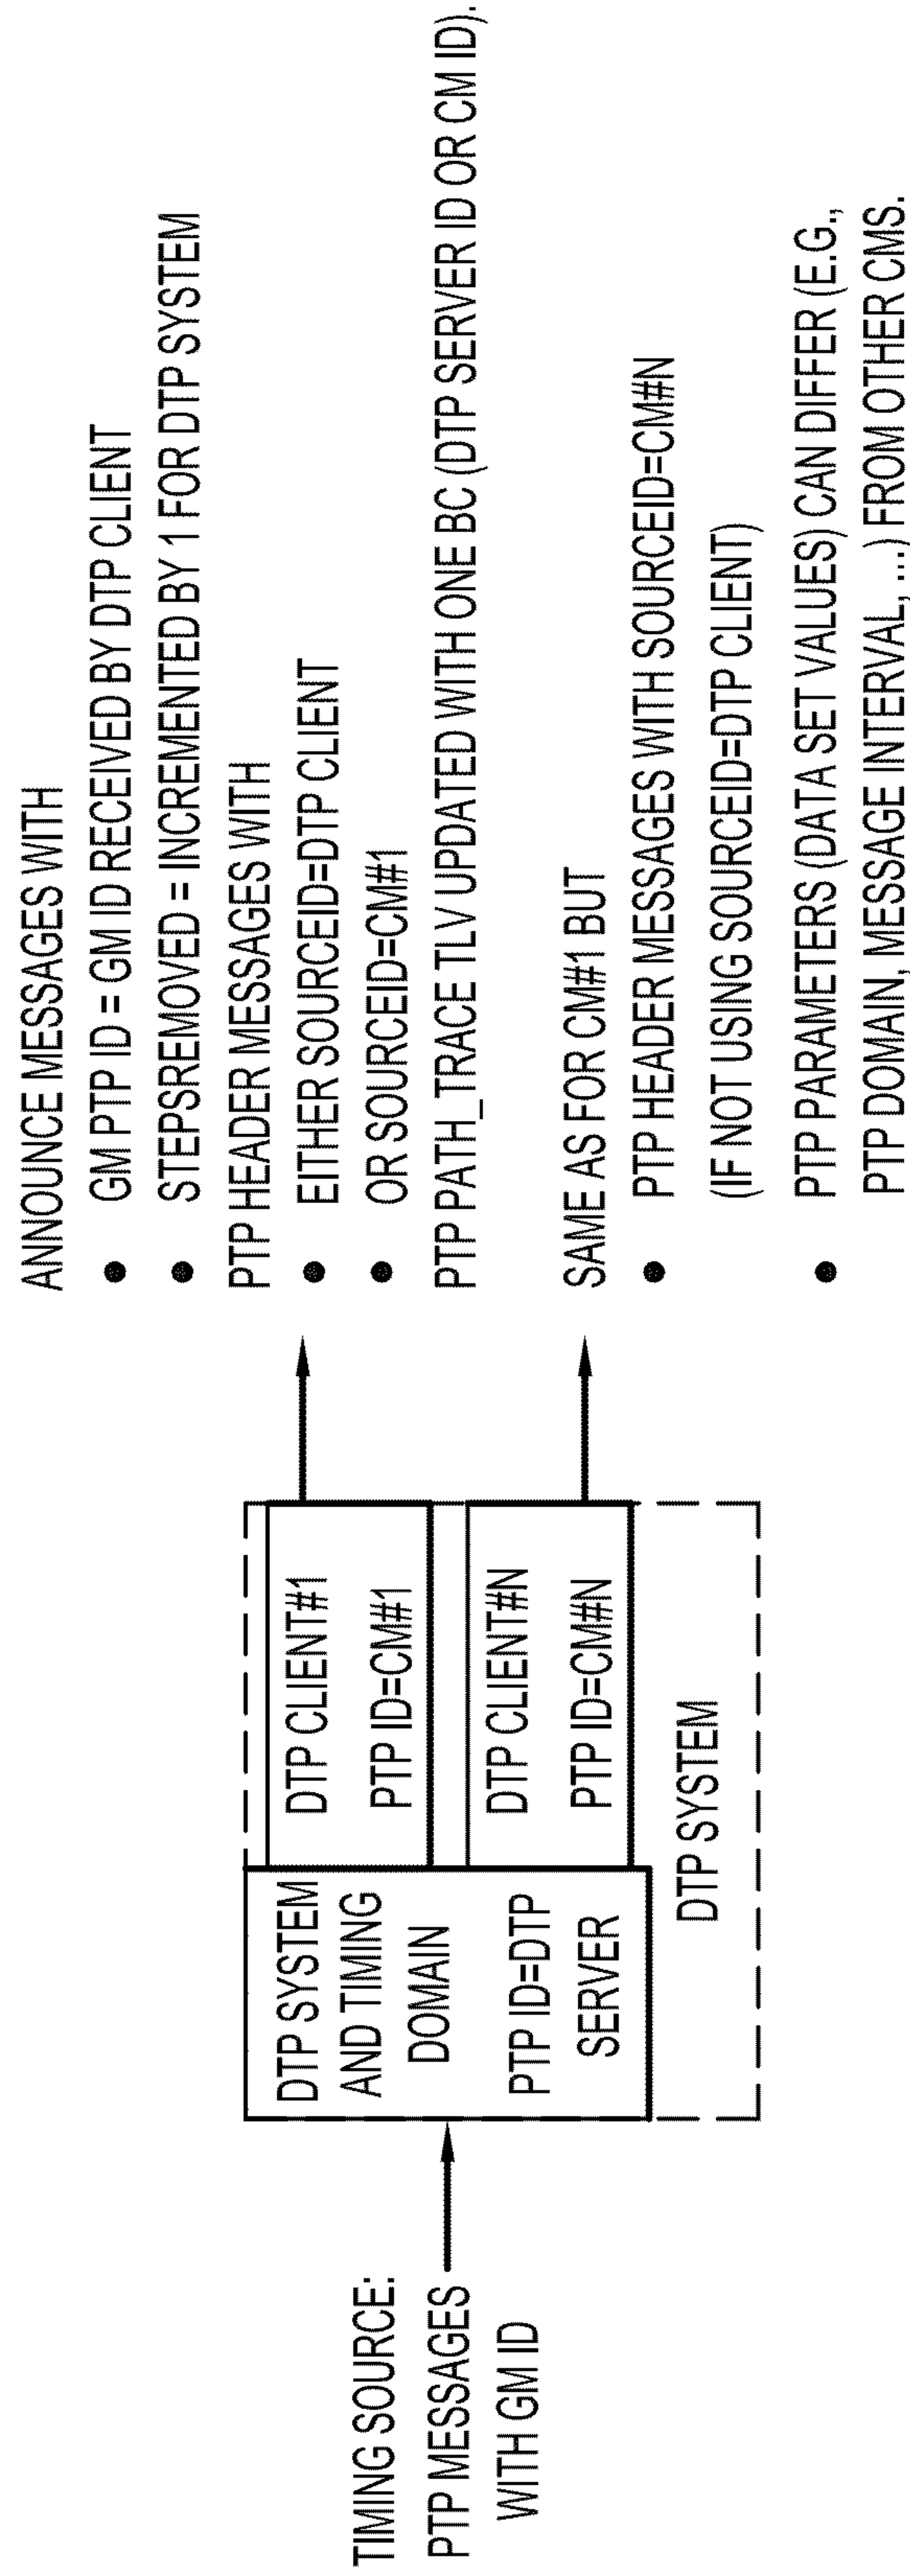 TIMING SOURCE:
PTP MESSAGES
WITH GM ID
DTP SYSTEM
AND TIMING
DOMAIN
PTP ID=DTP
SERVER
DTP CLIENT#1
PTP ID=CM#1
DTP CLIENT#N
PTP ID=CM#N
DTP SYSTEM
ANNOUNCE MESSAGES WITH
• GM PTP ID = GM ID RECEIVED BY DTP CLIENT
• STEPSREMOVED = INCREMENTED BY 1 FOR DTP SYSTEM
PTP HEADER MESSAGES WITH
• EITHER SOURCEID=DTP CLIENT
• OR SOURCEID=CM#1
PTP PATH_TRACE TLV UPDATED WITH ONE BC (DTP SERVER ID OR CM ID).
SAME AS FOR CM#1 BUT
• PTP HEADER MESSAGES WITH SOURCEID=CM#N
(IF NOT USING SOURCEID=DTP CLIENT)
• PTP PARAMETERS (DATA SET VALUES) CAN DIFFER (E.G.,
PTP DOMAIN, MESSAGE INTERVAL, ...) FROM OTHER CMS.